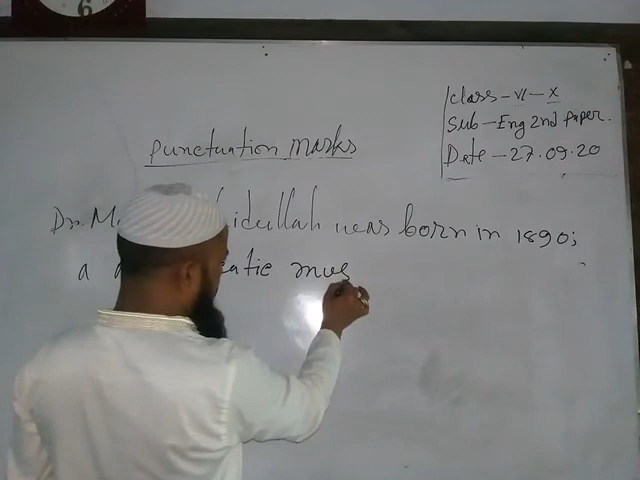 6
Class - VI - X
Sub - Eng 2nd paper.
Date - 27.09.20
Punctuation marks
Dr. M. idullah was born in 1890;
a atic mus